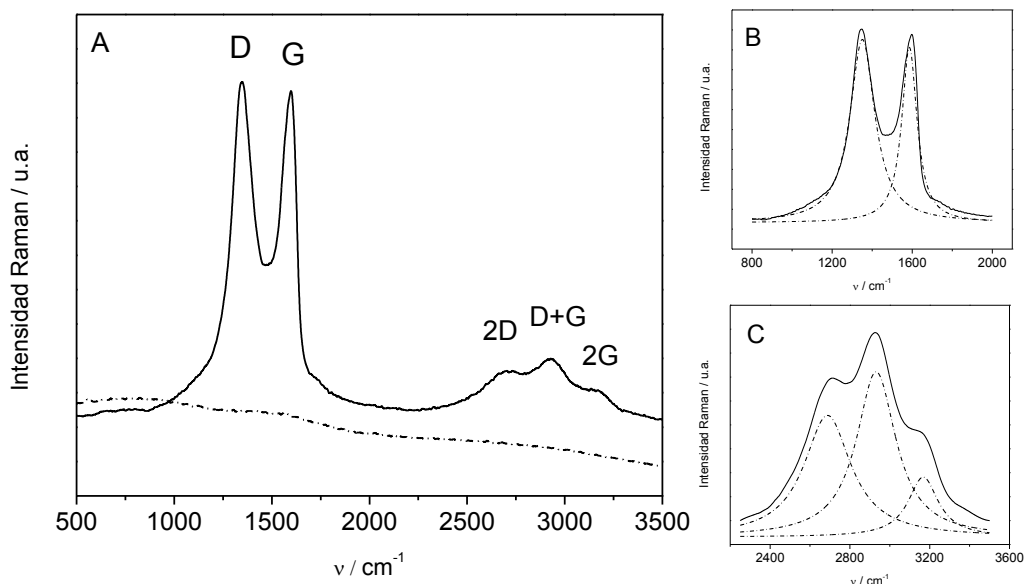 A
D
G
2D
D+G
2G
Intensidad Raman / u.a.
500 1000 1500 2000 2500 3000 3500
ν / cm⁻¹
B
Intensidad Raman / u.a.
800 1200 1600 2000
ν / cm⁻¹
C
Intensidad Raman / u.a.
2400 2800 3200 3600
ν / cm⁻¹